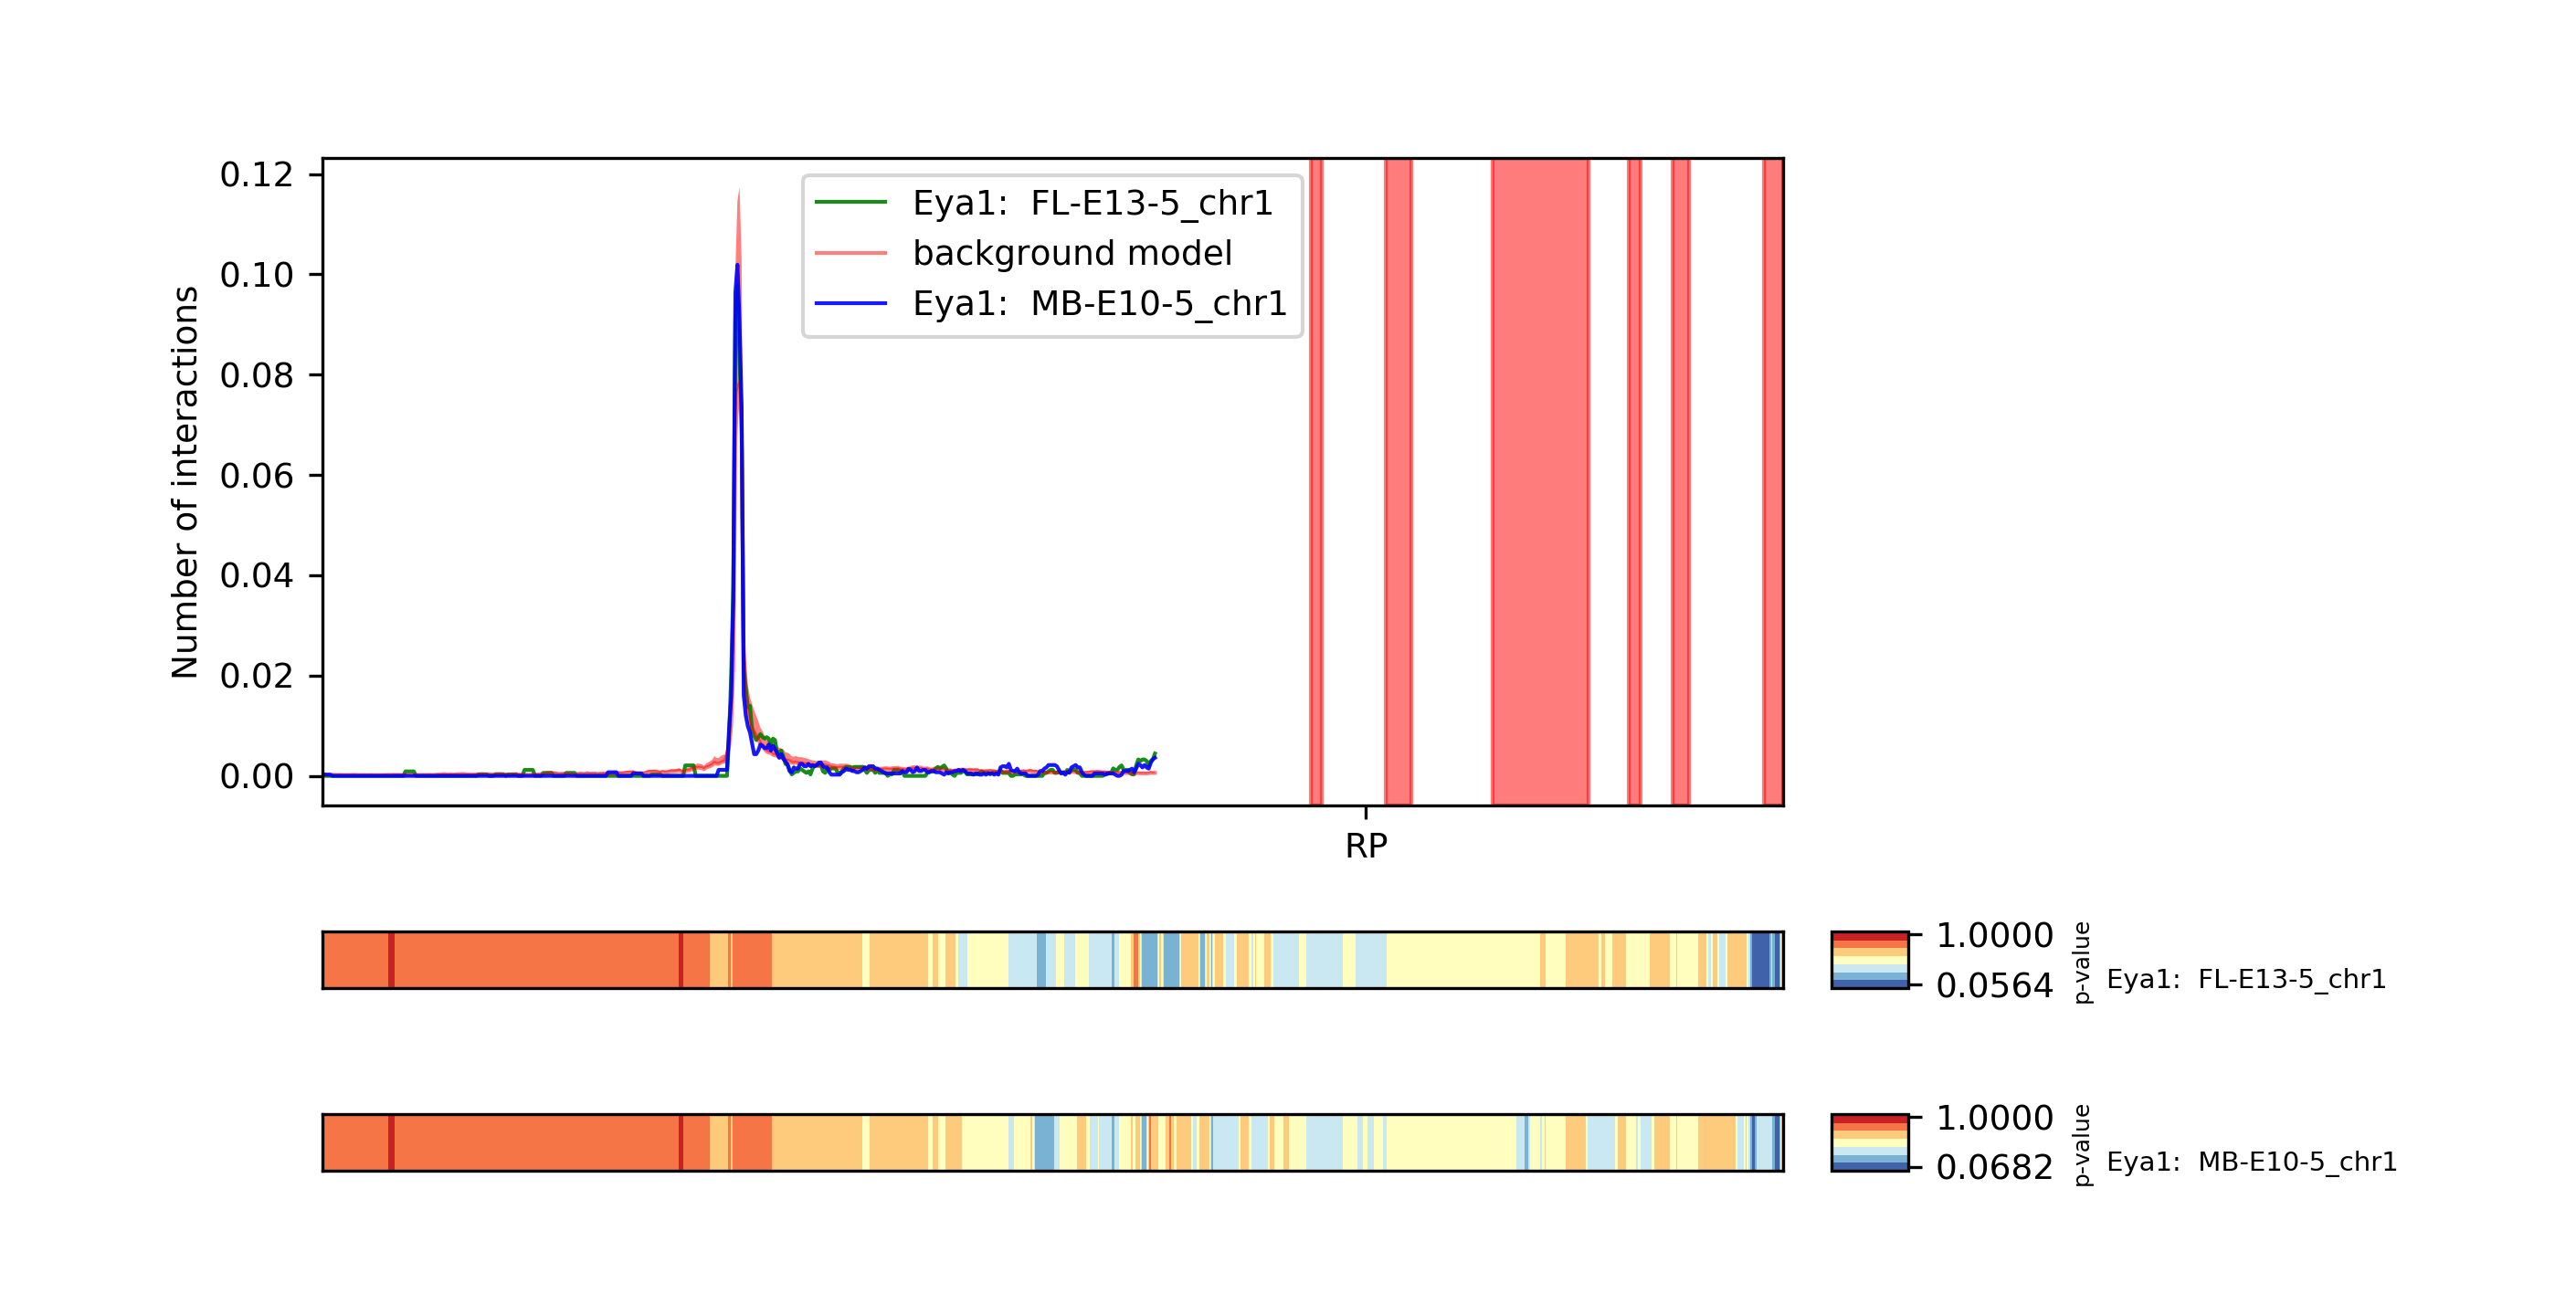 0.12
0.10
0.08
0.06
0.04
0.02
0.00
Number of interactions
Eya1:  FL-E13-5_chr1
background model
Eya1:  MB-E10-5_chr1
RP
1.0000
0.0564
p-value
Eya1:  FL-E13-5_chr1
1.0000
0.0682
p-value
Eya1:  MB-E10-5_chr1